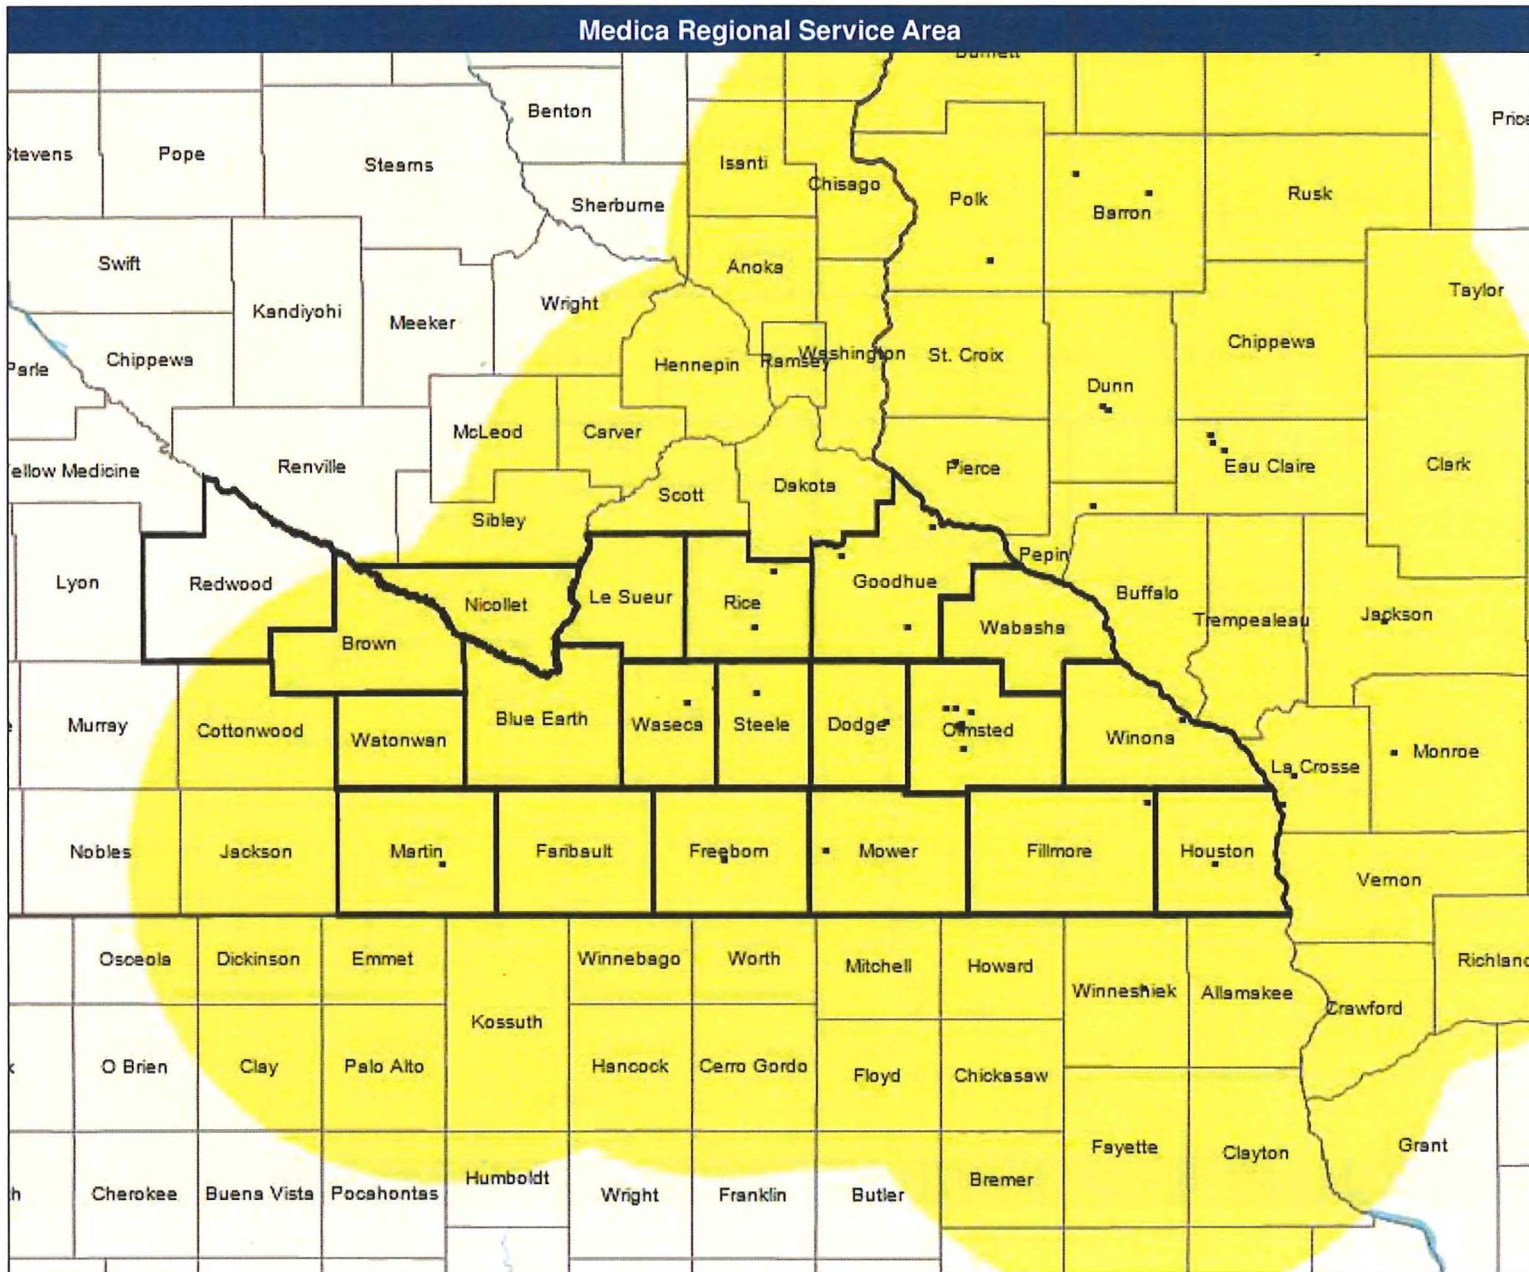 Medica Regional Service Area
Benton
Price
Stevens
Pope
Stearns
Isanti
Chisago
Polk
Barron
Rusk
Sherburne
Swift
Anoka
Taylor
Kandiyohi
Wright
Meeker
Chippewa
Chippewa
Parle
Hennepin
Ramsey
Washington
St. Croix
Dunn
McLeod
Carver
Renville
Yellow Medicine
Pierce
Eau Claire
Clark
Scott
Dakota
Sibley
Lyon
Redwood
Nicollet
Le Sueur
Rice
Goodhue
Pepin
Buffalo
Trempealeau
Jackson
Brown
Wabasha
Murray
Cottonwood
Watonwan
Blue Earth
Waseca
Steele
Dodge
Olmsted
Winona
La Crosse
Monroe
Nobles
Jackson
Martin
Faribault
Freeborn
Mower
Fillmore
Houston
Vernon
Osceola
Dickinson
Emmet
Winnebago
Worth
Mitchell
Howard
Winneshiek
Allamakee
Crawford
Richland
Kossuth
O Brien
Clay
Palo Alto
Hancock
Cerro Gordo
Floyd
Chickasaw
Fayette
Clayton
Grant
Cherokee
Buena Vista
Pocahontas
Humboldt
Wright
Franklin
Butler
Bremer